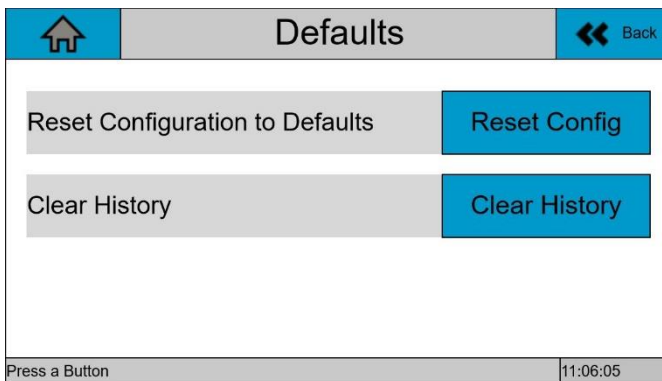 Defaults
Back
Reset Configuration to Defaults
Reset Config
Clear History
Clear History
Press a Button
11:06:05